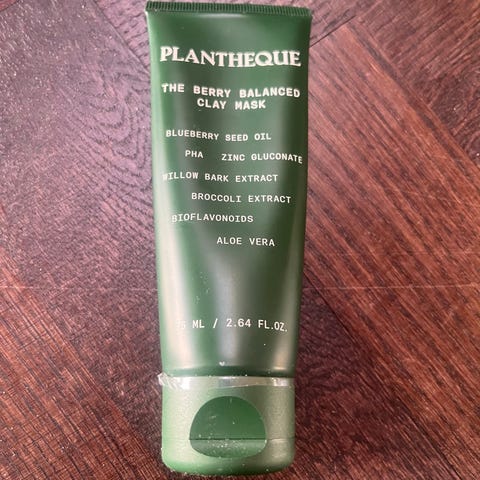 PLANTHEQUE
THE BERRY BALANCED
CLAY MASK
BLUEBERRY SEED OIL
PHA ZINC GLUCONATE
WILLOW BARK EXTRACT
BROCCOLI EXTRACT
BIOFLAVONOIDS
ALOE VERA
75 ML / 2.64 FL.OZ.